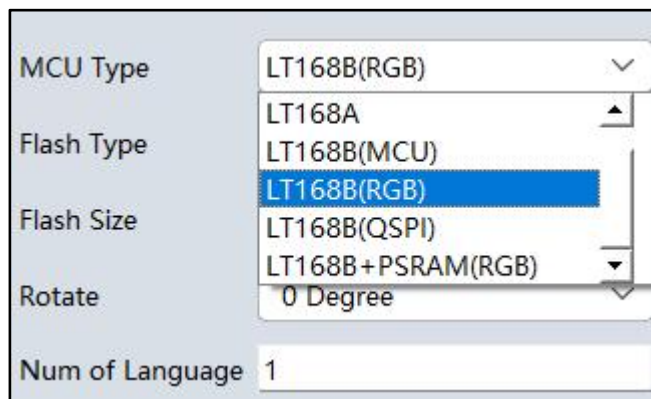 MCU Type LT168B(RGB)
LT168A
Flash Type
LT168B(MCU)
LT168B(RGB)
Flash Size
LT168B(QSPI)
LT168B+PSRAM(RGB)
Rotate 0 Degree
Num of Language 1